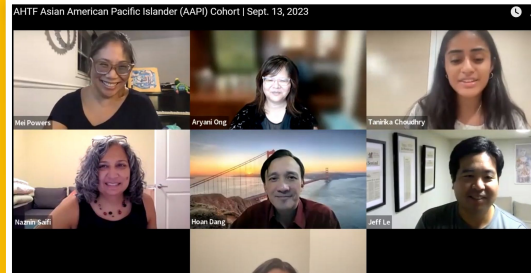 AHTF Asian American Pacific Islander (AAPI) Cohort | Sept. 13, 2023
Mei Powers
Aryani Ong
Tanirika Choudhry
Naznin Saifi
Hoan Dang
Jeff Le